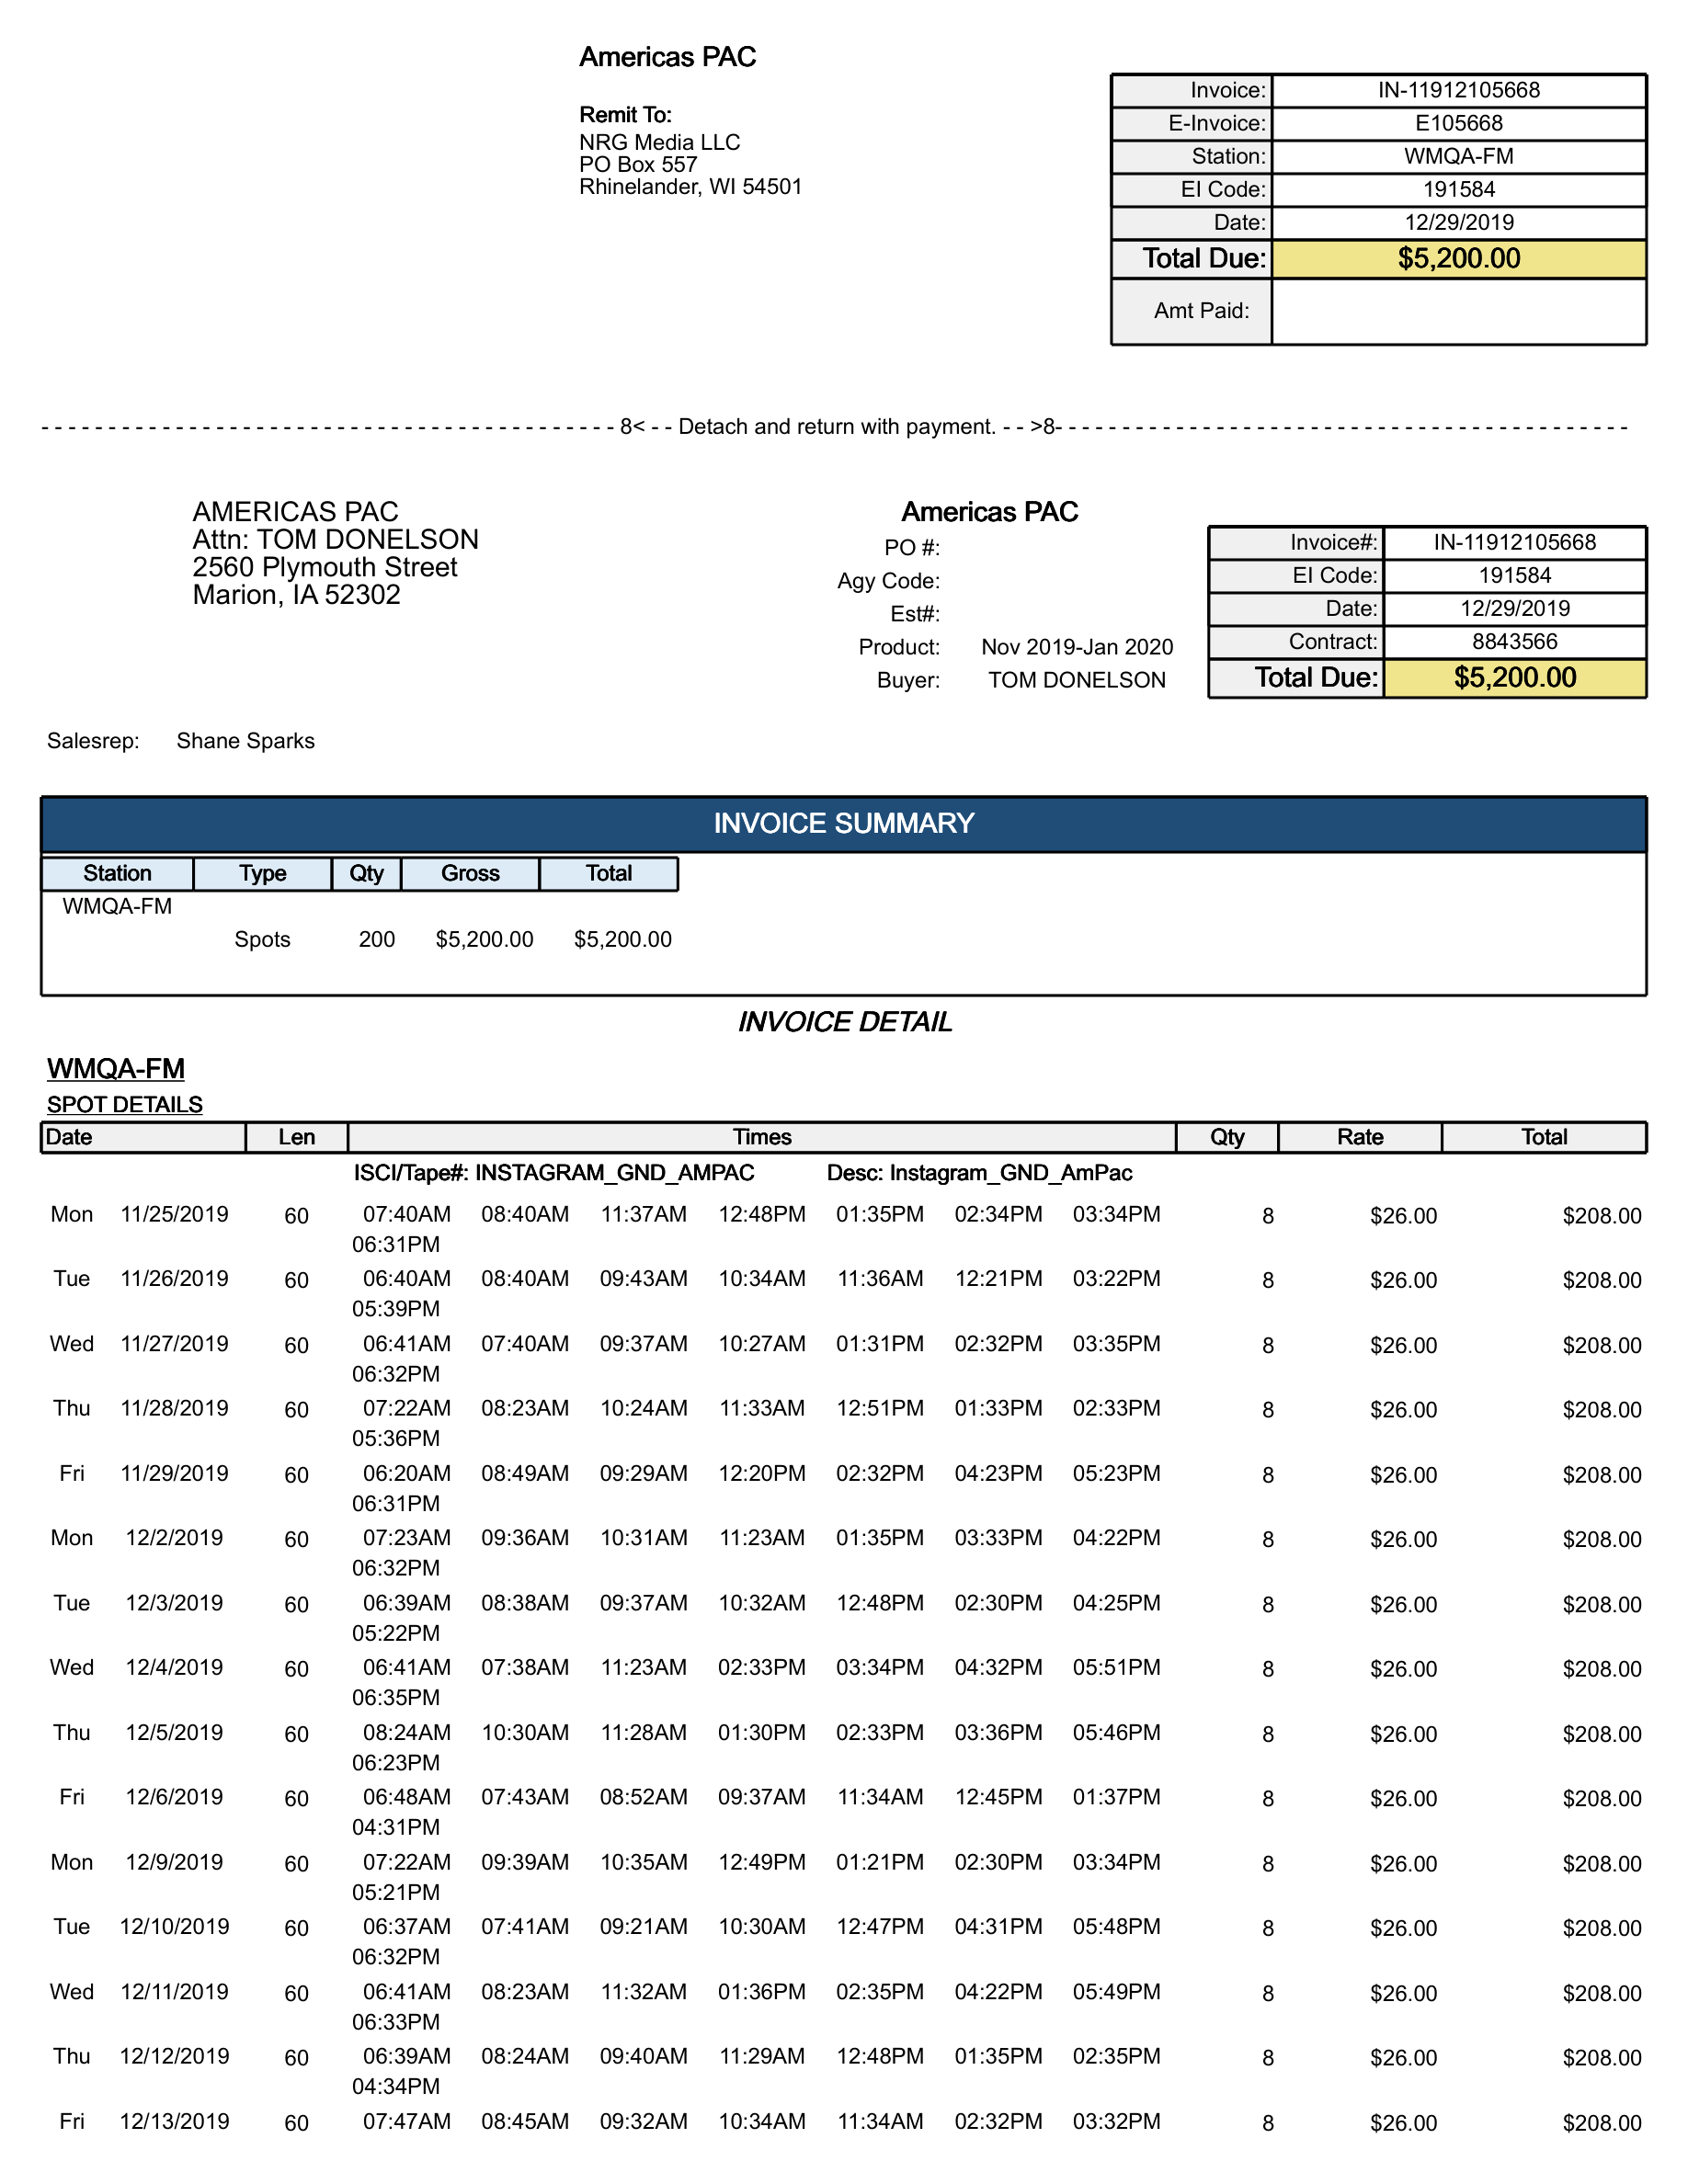 Americas PAC
Remit To:
NRG Media LLC
PO Box 557
Rhinelander, WI 54501
Invoice: IN-11912105668
E-Invoice: E105668
Station: WMQA-FM
EI Code: 191584
Date: 12/29/2019
Total Due: $5,200.00
Amt Paid:
- - - - - - - - - - - - - - - - - - - - - - - - - - - - - - - - - - - - - - - - - - - 8< - - Detach and return with payment. - - >8- - - - - - - - - - - - - - - - - - - - - - - - - - - - - - - - - - - - - - - - - - -
AMERICAS PAC
Attn: TOM DONELSON
2560 Plymouth Street
Marion, IA 52302
Americas PAC
PO #:
Agy Code:
Est#:
Product: Nov 2019-Jan 2020
Buyer: TOM DONELSON
Invoice#: IN-11912105668
EI Code: 191584
Date: 12/29/2019
Contract: 8843566
Total Due: $5,200.00
Salesrep: Shane Sparks
INVOICE SUMMARY
Station Type Qty Gross Total
WMQA-FM
Spots 200 $5,200.00 $5,200.00
INVOICE DETAIL
WMQA-FM
SPOT DETAILS
Date Len Times Qty Rate Total
ISCI/Tape#: INSTAGRAM_GND_AMPAC Desc: Instagram_GND_AmPac
Mon 11/25/2019 60 07:40AM 08:40AM 11:37AM 12:48PM 01:35PM 02:34PM 03:34PM 8 $26.00 $208.00
06:31PM
Tue 11/26/2019 60 06:40AM 08:40AM 09:43AM 10:34AM 11:36AM 12:21PM 03:22PM 8 $26.00 $208.00
05:39PM
Wed 11/27/2019 60 06:41AM 07:40AM 09:37AM 10:27AM 01:31PM 02:32PM 03:35PM 8 $26.00 $208.00
06:32PM
Thu 11/28/2019 60 07:22AM 08:23AM 10:24AM 11:33AM 12:51PM 01:33PM 02:33PM 8 $26.00 $208.00
05:36PM
Fri 11/29/2019 60 06:20AM 08:49AM 09:29AM 12:20PM 02:32PM 04:23PM 05:23PM 8 $26.00 $208.00
06:31PM
Mon 12/2/2019 60 07:23AM 09:36AM 10:31AM 11:23AM 01:35PM 03:33PM 04:22PM 8 $26.00 $208.00
06:32PM
Tue 12/3/2019 60 06:39AM 08:38AM 09:37AM 10:32AM 12:48PM 02:30PM 04:25PM 8 $26.00 $208.00
05:22PM
Wed 12/4/2019 60 06:41AM 07:38AM 11:23AM 02:33PM 03:34PM 04:32PM 05:51PM 8 $26.00 $208.00
06:35PM
Thu 12/5/2019 60 08:24AM 10:30AM 11:28AM 01:30PM 02:33PM 03:36PM 05:46PM 8 $26.00 $208.00
06:23PM
Fri 12/6/2019 60 06:48AM 07:43AM 08:52AM 09:37AM 11:34AM 12:45PM 01:37PM 8 $26.00 $208.00
04:31PM
Mon 12/9/2019 60 07:22AM 09:39AM 10:35AM 12:49PM 01:21PM 02:30PM 03:34PM 8 $26.00 $208.00
05:21PM
Tue 12/10/2019 60 06:37AM 07:41AM 09:21AM 10:30AM 12:47PM 04:31PM 05:48PM 8 $26.00 $208.00
06:32PM
Wed 12/11/2019 60 06:41AM 08:23AM 11:32AM 01:36PM 02:35PM 04:22PM 05:49PM 8 $26.00 $208.00
06:33PM
Thu 12/12/2019 60 06:39AM 08:24AM 09:40AM 11:29AM 12:48PM 01:35PM 02:35PM 8 $26.00 $208.00
04:34PM
Fri 12/13/2019 60 07:47AM 08:45AM 09:32AM 10:34AM 11:34AM 02:32PM 03:32PM 8 $26.00 $208.00